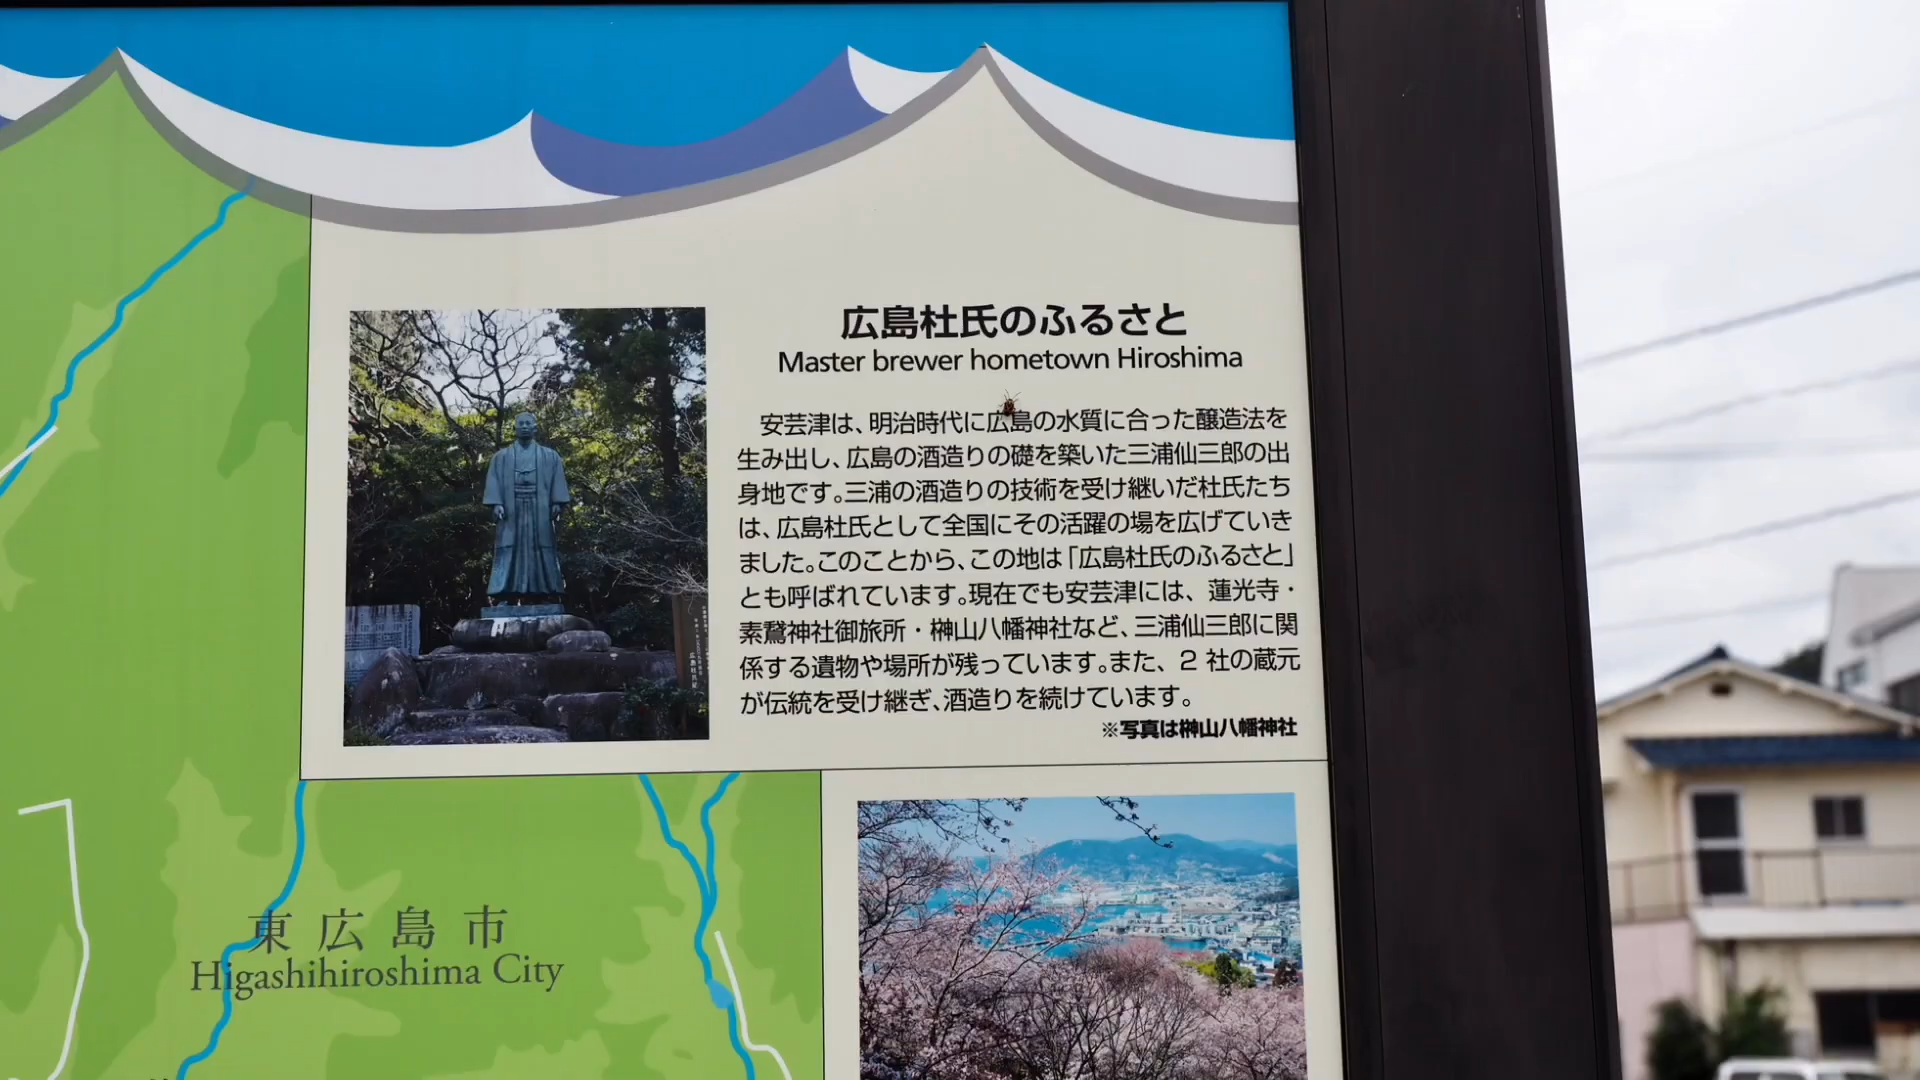 広島杜氏のふるさと
Master brewer hometown Hiroshima
安芸津は、明治時代に広島の水質に合った醸造法を
生み出し、広島の酒造りの礎を築いた三浦仙三郎の出
身地です。三浦の酒造りの技術を受け継いだ杜氏たち
は、広島杜氏として全国にその活躍の場を広げていき
ました。このことから、この地は「広島杜氏のふるさと」
とも呼ばれています。現在でも安芸津には、蓮光寺・
素鵞神社御旅所・榊山八幡神社など、三浦仙三郎に関
係する遺物や場所が残っています。また、2 社の蔵元
が伝統を受け継ぎ、酒造りを続けています。
※写真は榊山八幡神社
東広島市
Higashihiroshima City